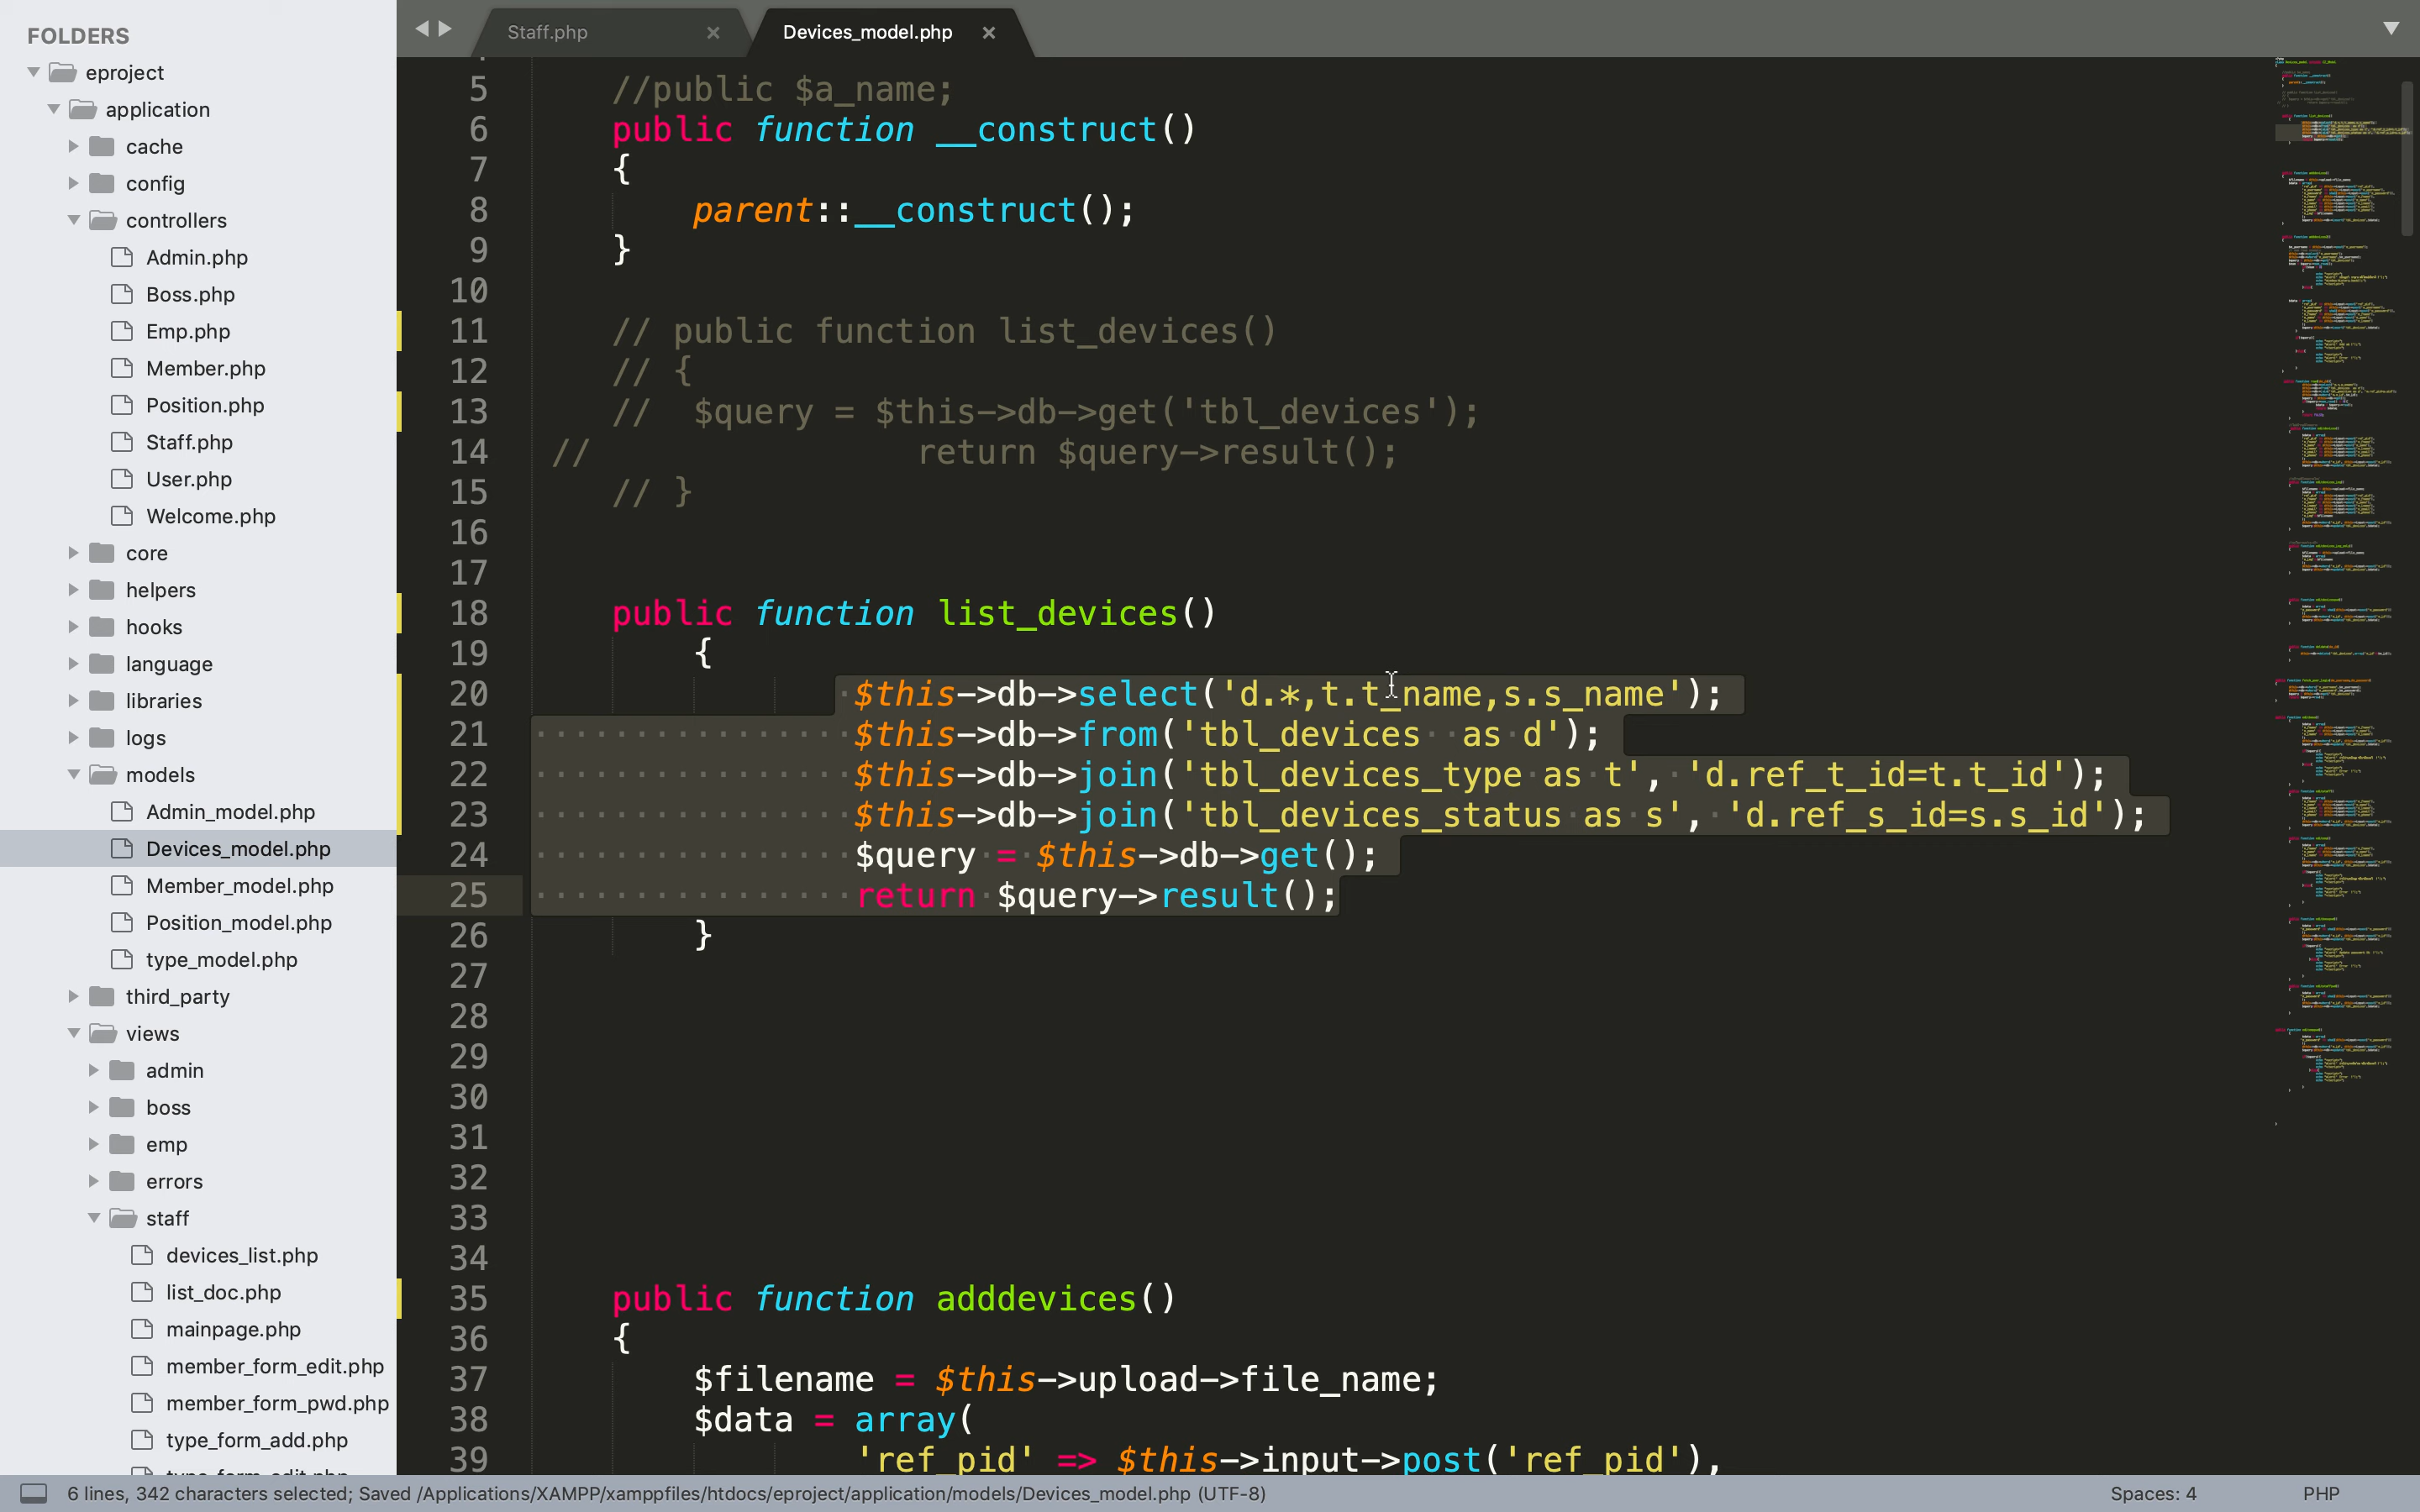 FOLDERS
eproject
application
cache
config
controllers
Admin.php
Boss.php
Emp.php
Member.php
Position.php
Staff.php
User.php
Welcome.php
core
helpers
hooks
language
libraries
logs
models
Admin_model.php
Devices_model.php
Member_model.php
Position_model.php
type_model.php
third_party
views
admin
boss
emp
errors
staff
devices_list.php
list_doc.php
mainpage.php
member_form_edit.php
member_form_pwd.php
type_form_add.php
Staff.php
Devices_model.php
5 //public $a_name;
6 public function __construct()
7 {
8 parent::__construct();
9 }
10
11 // public function list_devices()
12 // {
13 // $query = $this->db->get('tbl_devices');
14 // return $query->result();
15 // }
16
17
18 public function list_devices()
19 {
20 $this->db->select('d.*,t.t_name,s.s_name');
21 $this->db->from('tbl_devices  as d');
22 $this->db->join('tbl_devices_type as t', 'd.ref_t_id=t.t_id');
23 $this->db->join('tbl_devices_status as s', 'd.ref_s_id=s.s_id');
24 $query = $this->db->get();
25 return $query->result();
26 }
27
28
29
30
31
32
33
34
35 public function adddevices()
36 {
37 $filename = $this->upload->file_name;
38 $data = array(
39 'ref_pid' => $this->input->post('ref_pid'),
6 lines, 342 characters selected; Saved /Applications/XAMPP/xamppfiles/htdocs/eproject/application/models/Devices_model.php (UTF-8)
Spaces: 4
PHP